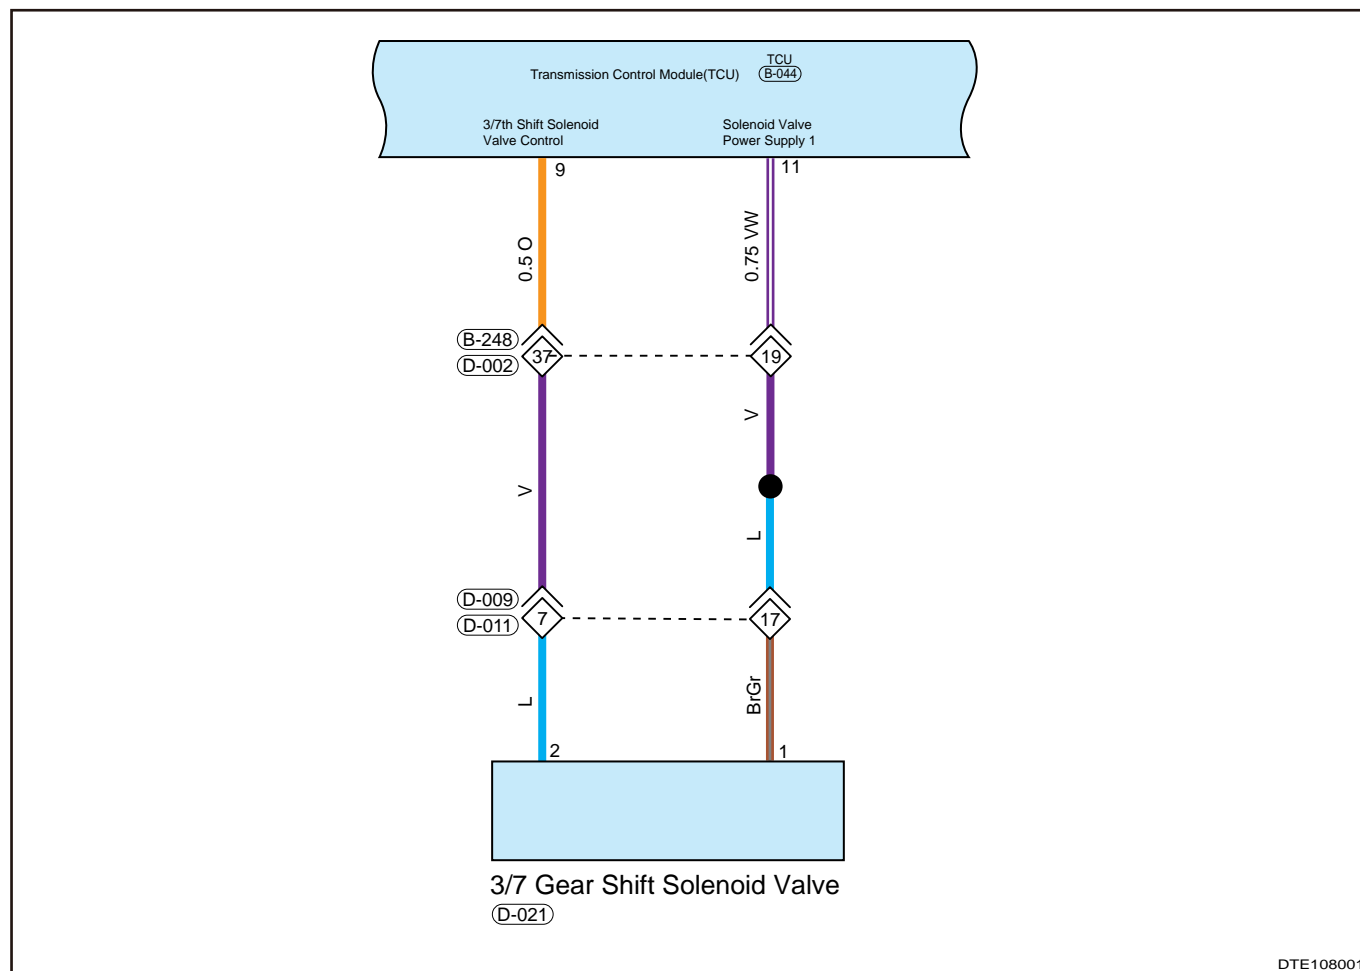 TCU
Transmission Control Module(TCU)
B-044
3/7th Shift Solenoid
Valve Control
Solenoid Valve
Power Supply 1
9
11
0.5 O
0.75 VW
B-248
D-002
37
19
V
V
L
D-009
D-011
7
17
L
BrGr
2
1
3/7 Gear Shift Solenoid Valve
D-021
DTE108001